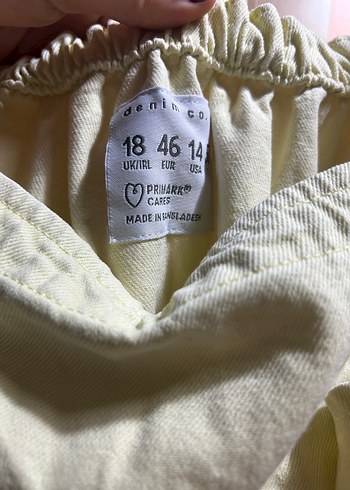 denim co.
18 46 14
UK/IRL EUR USA
PRIMARK®
CARES
MADE IN BANGLADESH